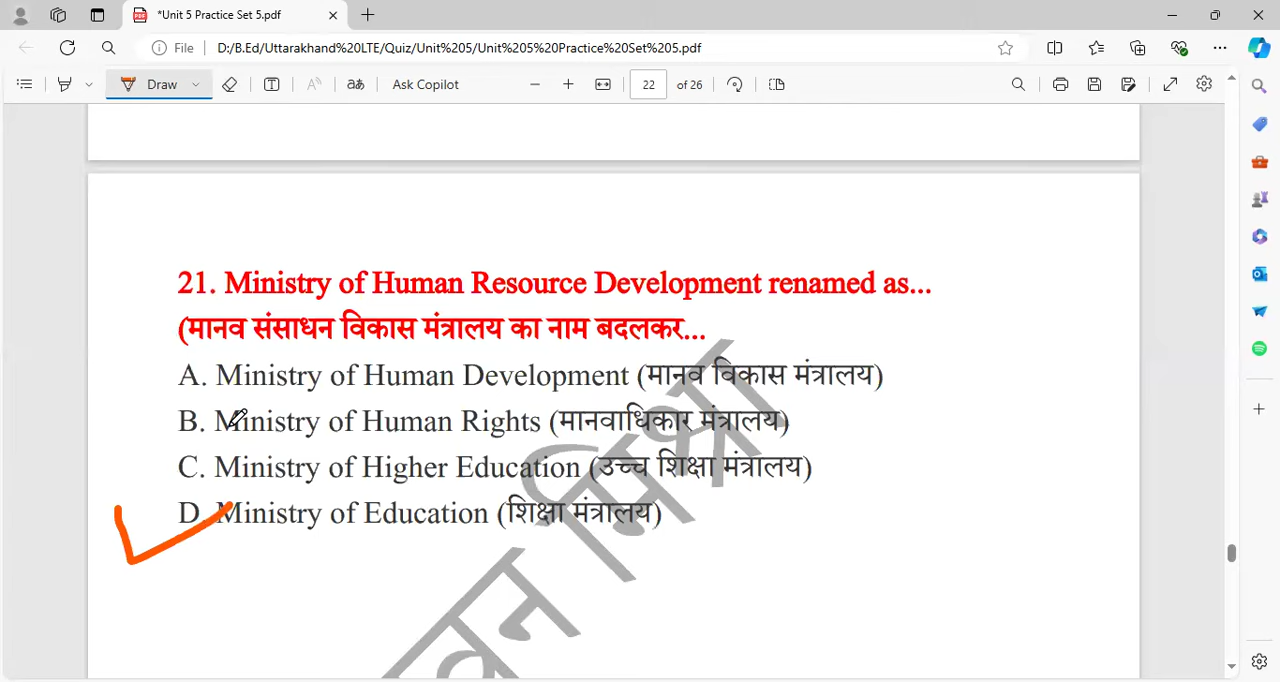 *Unit 5 Practice Set 5.pdf
File D:/B.Ed/Uttarakhand%20LTE/Quiz/Unit%205/Unit%205%20Practice%20Set%205.pdf
Draw Ask Copilot 22 of 26
21. Ministry of Human Resource Development renamed as...
(मानव संसाधन विकास मंत्रालय का नाम बदलकर...
A. Ministry of Human Development (मानव विकास मंत्रालय)
B. Ministry of Human Rights (मानवाधिकार मंत्रालय)
C. Ministry of Higher Education (उच्च शिक्षा मंत्रालय)
D. Ministry of Education (शिक्षा मंत्रालय)
मिश्रा